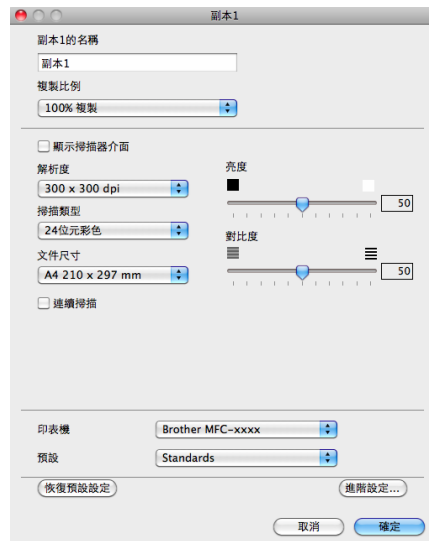 副本1
副本1的名稱
副本1
複製比例
100% 複製
顯示掃描器介面
解析度
300 x 300 dpi
掃描類型
24位元彩色
文件尺寸
A4 210 x 297 mm
連續掃描
亮度
50
對比度
50
印表機
Brother MFC-xxxx
預設
Standards
恢復預設設定
進階設定...
取消
確定